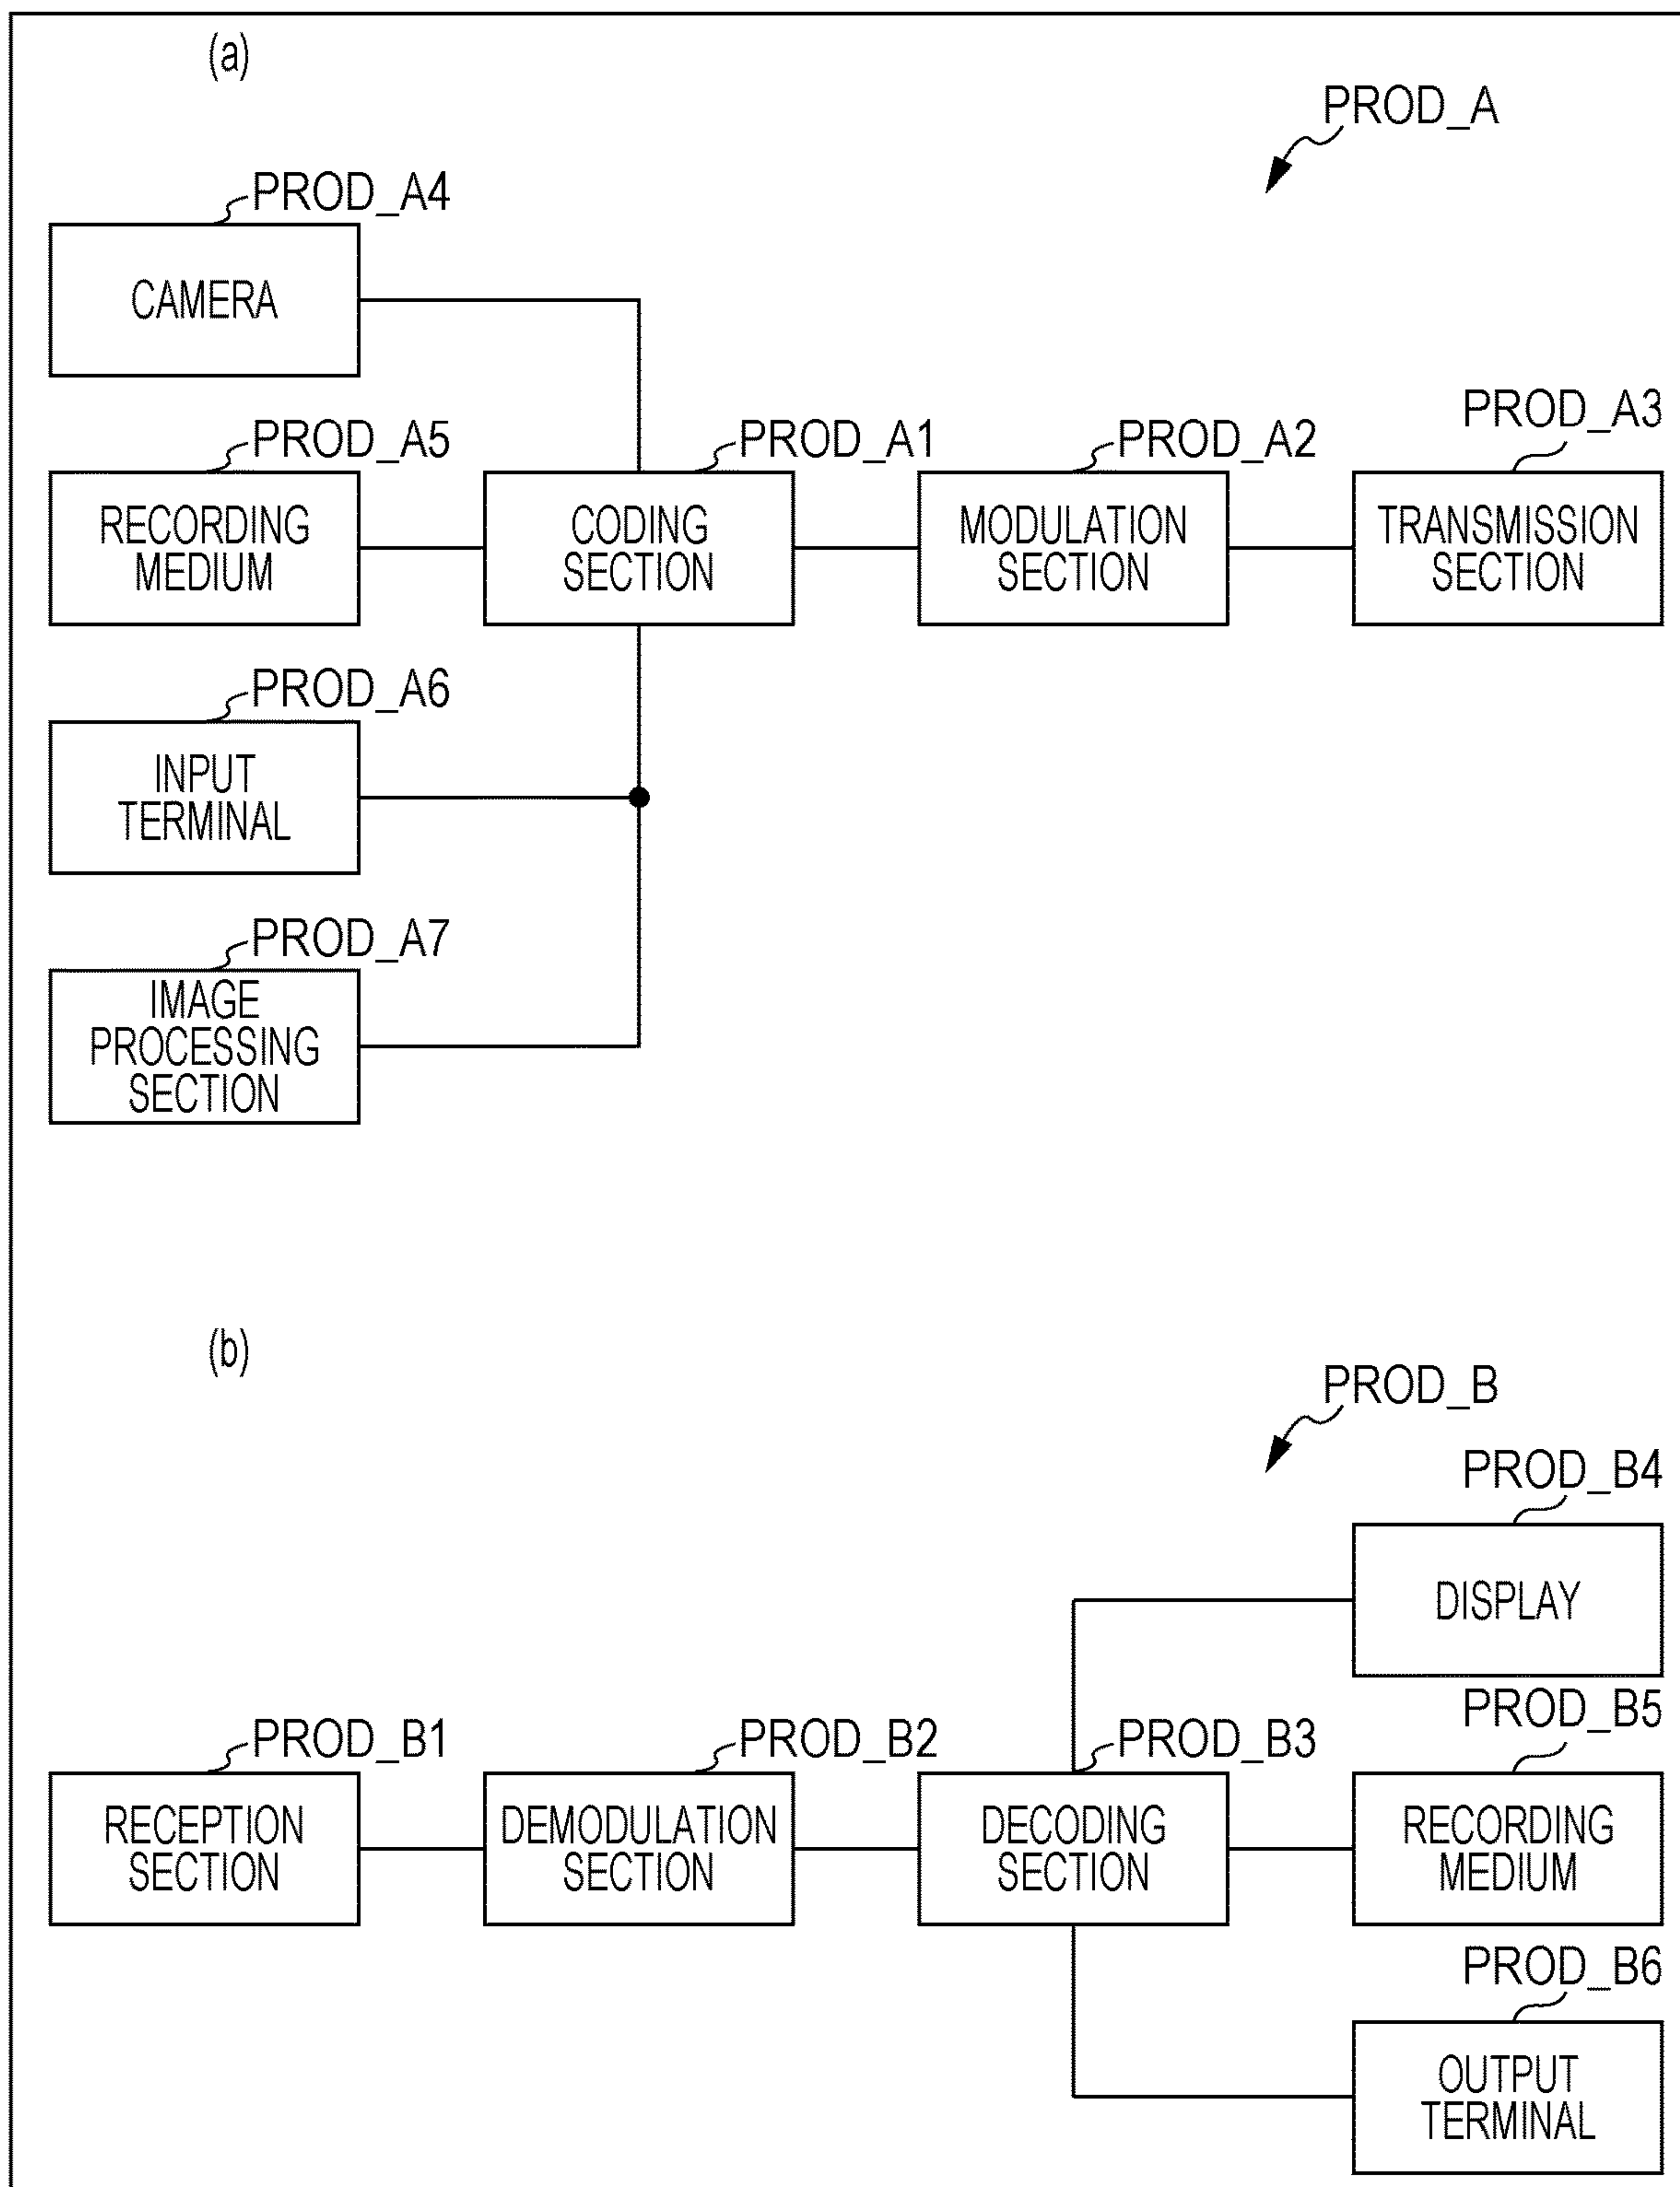 (a)
PROD_A
PROD_A4
CAMERA
PROD_A3
PROD_A5
PROD_A1
PROD_A2
RECORDING
MEDIUM
CODING
SECTION
MODULATION
SECTION
TRANSMISSION
SECTION
PROD_A6
INPUT
TERMINAL
PROD_A7
IMAGE
PROCESSING
SECTION
(b)
PROD_B
PROD_B4
DISPLAY
PROD_B5
PROD_B1
PROD_B2
PROD_B3
RECEPTION
SECTION
DEMODULATION
SECTION
DECODING
SECTION
RECORDING
MEDIUM
PROD_B6
OUTPUT
TERMINAL